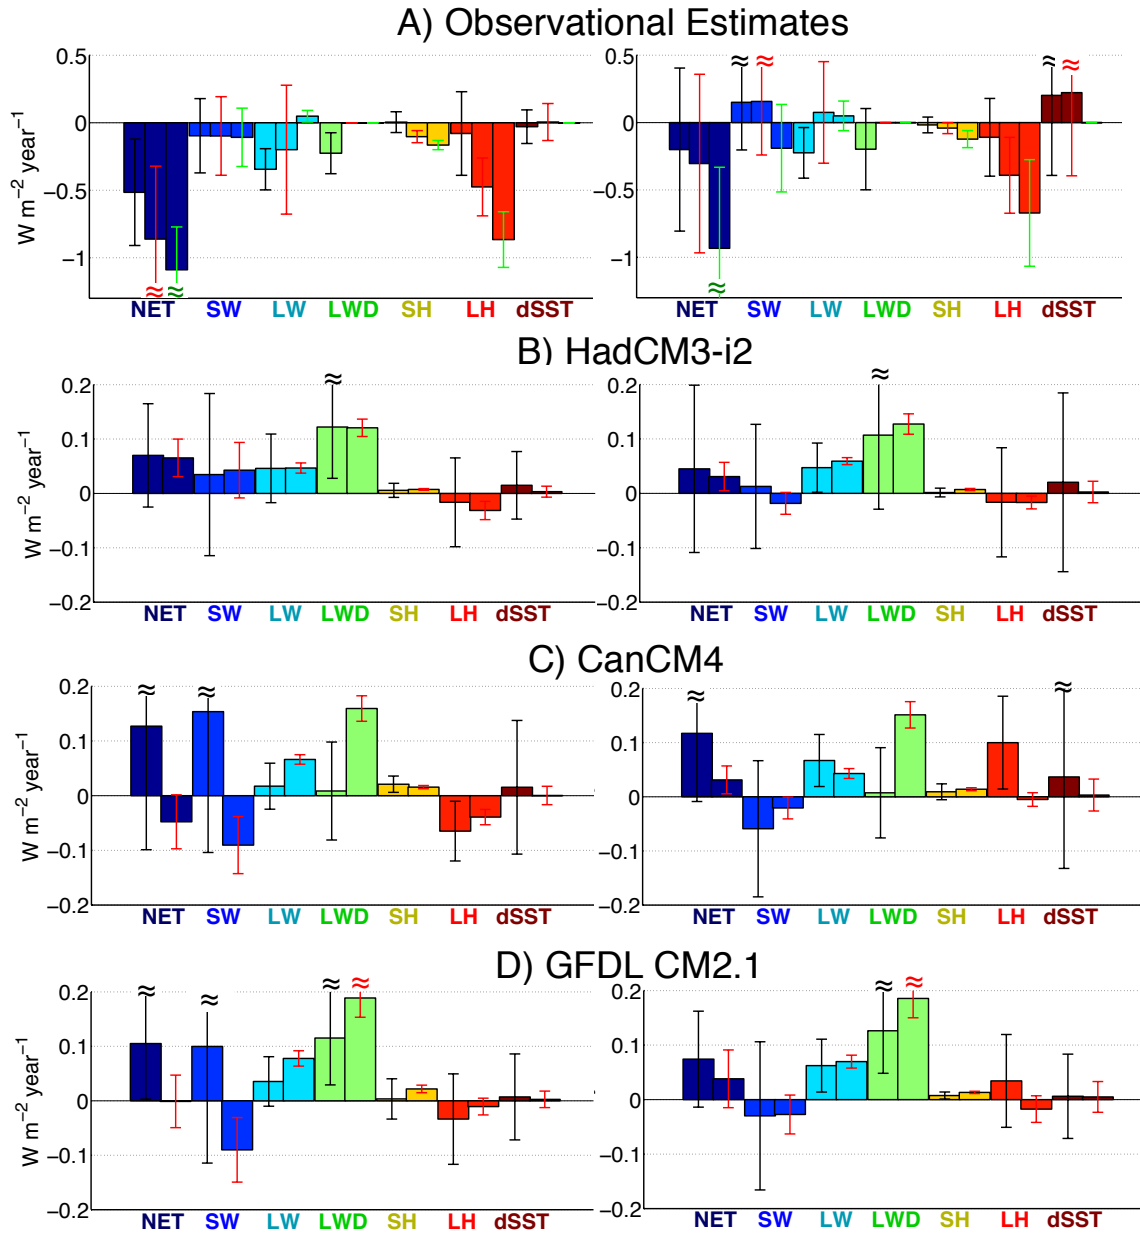 A) Observational Estimates
0.5
0
−0.5
−1
W m−2 year−1
NET SW LW LWD SH LH dSST
0.5
0
−0.5
−1
NET SW LW LWD SH LH dSST
B) HadCM3-i2
0.2
0.1
0
−0.1
−0.2
W m−2 year−1
NET SW LW LWD SH LH dSST
0.2
0.1
0
−0.1
−0.2
NET SW LW LWD SH LH dSST
C) CanCM4
0.2
0.1
0
−0.1
−0.2
W m−2 year−1
NET SW LW LWD SH LH dSST
0.2
0.1
0
−0.1
−0.2
NET SW LW LWD SH LH dSST
D) GFDL CM2.1
0.2
0.1
0
−0.1
−0.2
W m−2 year−1
NET SW LW LWD SH LH dSST
0.2
0.1
0
−0.1
−0.2
NET SW LW LWD SH LH dSST